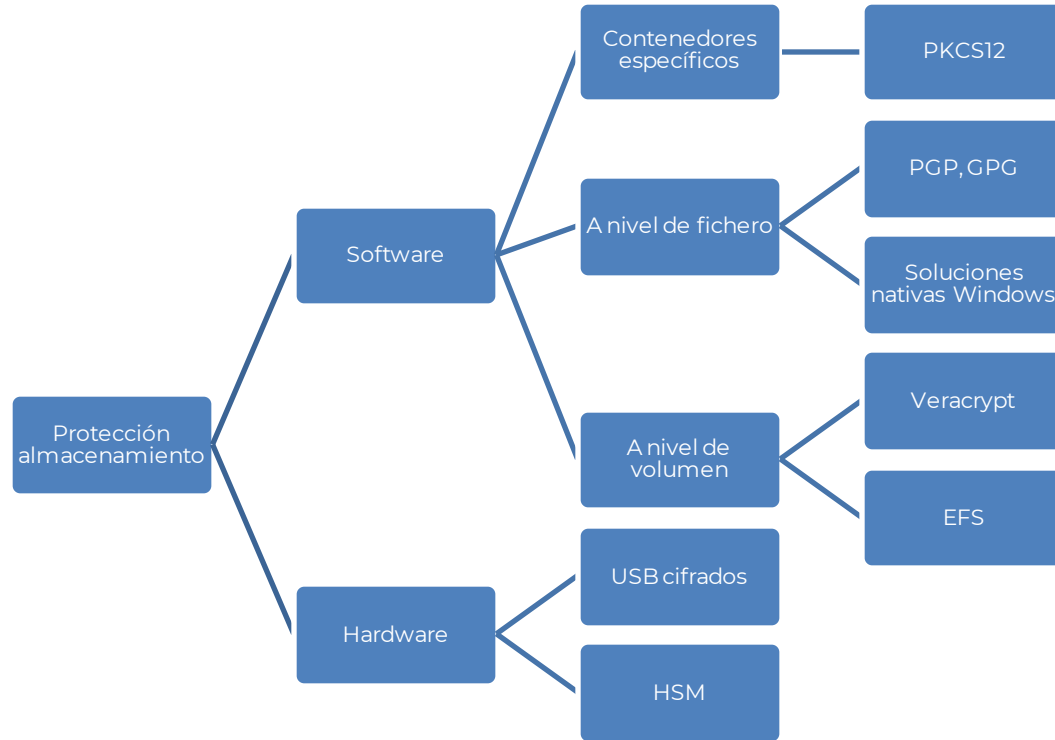 Contenedores
específicos
PKCS12
PGP, GPG
A nivel de fichero
Software
Soluciones
nativas Windows
Veracrypt
Protección
almacenamiento
A nivel de
volumen
EFS
USB cifrados
Hardware
HSM